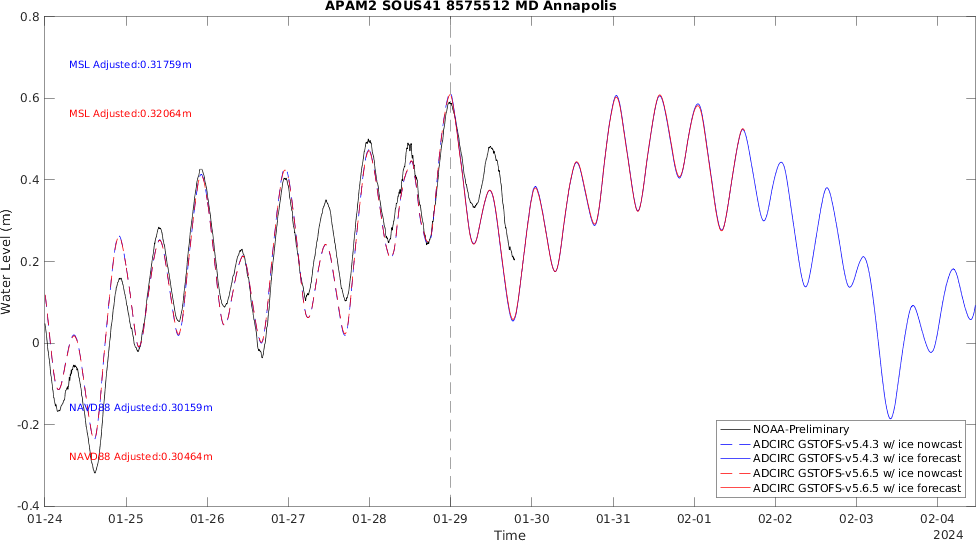 APAM2 SOUS41 8575512 MD Annapolis
0.8
0.6
0.4
0.2
0
-0.2
-0.4
Water Level (m)
MSL Adjusted:0.31759m
MSL Adjusted:0.32064m
NAVD88 Adjusted:0.30159m
NAVD88 Adjusted:0.30464m
NOAA-Preliminary
ADCIRC GSTOFS-v5.4.3 w/ ice nowcast
ADCIRC GSTOFS-v5.4.3 w/ ice forecast
ADCIRC GSTOFS-v5.6.5 w/ ice nowcast
ADCIRC GSTOFS-v5.6.5 w/ ice forecast
01-24 01-25 01-26 01-27 01-28 01-29 01-30 01-31 02-01 02-02 02-03 02-04
Time
2024